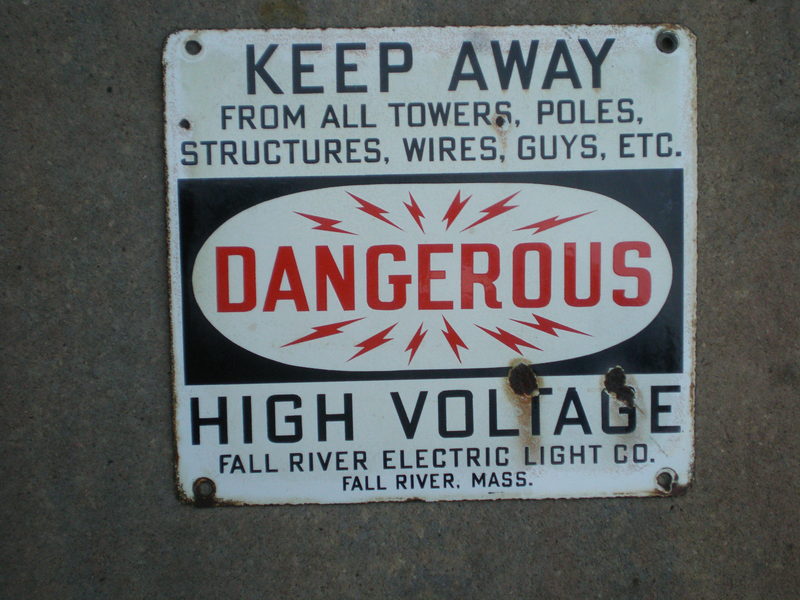 KEEP AWAY
FROM ALL TOWERS, POLES,
STRUCTURES, WIRES, GUYS, ETC.
DANGEROUS
HIGH VOLTAGE
FALL RIVER ELECTRIC LIGHT CO.
FALL RIVER, MASS.